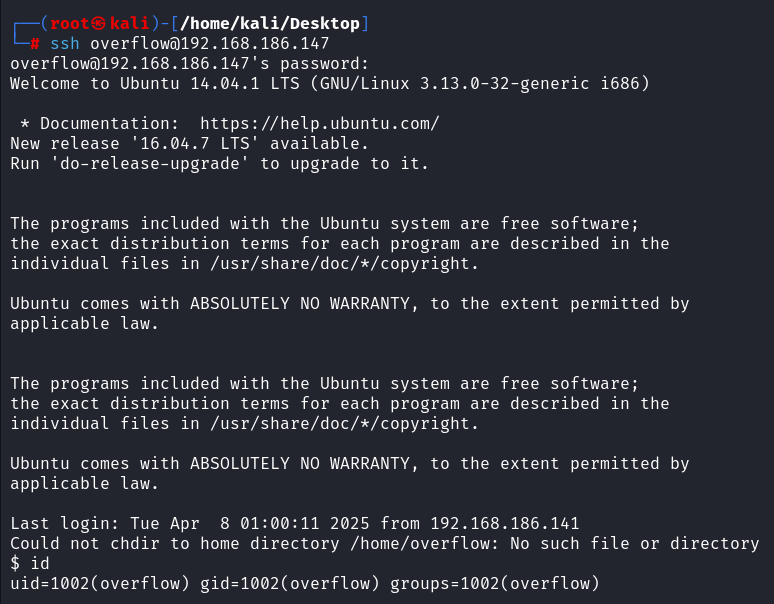 ┌──(root㉿kali)-[/home/kali/Desktop]
└─# ssh overflow@192.168.186.147
overflow@192.168.186.147's password:
Welcome to Ubuntu 14.04.1 LTS (GNU/Linux 3.13.0-32-generic i686)
 * Documentation:  https://help.ubuntu.com/
New release '16.04.7 LTS' available.
Run 'do-release-upgrade' to upgrade to it.
The programs included with the Ubuntu system are free software;
the exact distribution terms for each program are described in the
individual files in /usr/share/doc/*/copyright.
Ubuntu comes with ABSOLUTELY NO WARRANTY, to the extent permitted by
applicable law.
The programs included with the Ubuntu system are free software;
the exact distribution terms for each program are described in the
individual files in /usr/share/doc/*/copyright.
Ubuntu comes with ABSOLUTELY NO WARRANTY, to the extent permitted by
applicable law.
Last login: Tue Apr  8 01:00:11 2025 from 192.168.186.141
Could not chdir to home directory /home/overflow: No such file or directory
$ id
uid=1002(overflow) gid=1002(overflow) groups=1002(overflow)